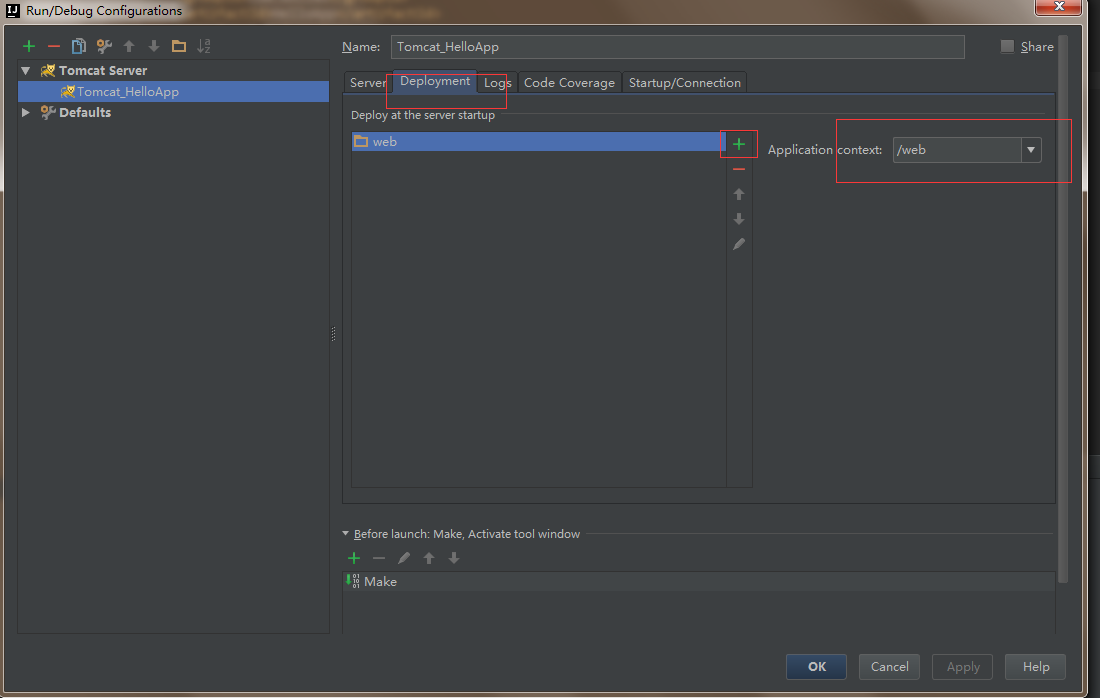 Run/Debug Configurations
Name: Tomcat_HelloApp Share
Tomcat Server
Tomcat_HelloApp
Defaults
Server Deployment Logs Code Coverage Startup/Connection
Deploy at the server startup
web
Application context: /web
Before launch: Make, Activate tool window
Make
OK Cancel Apply Help